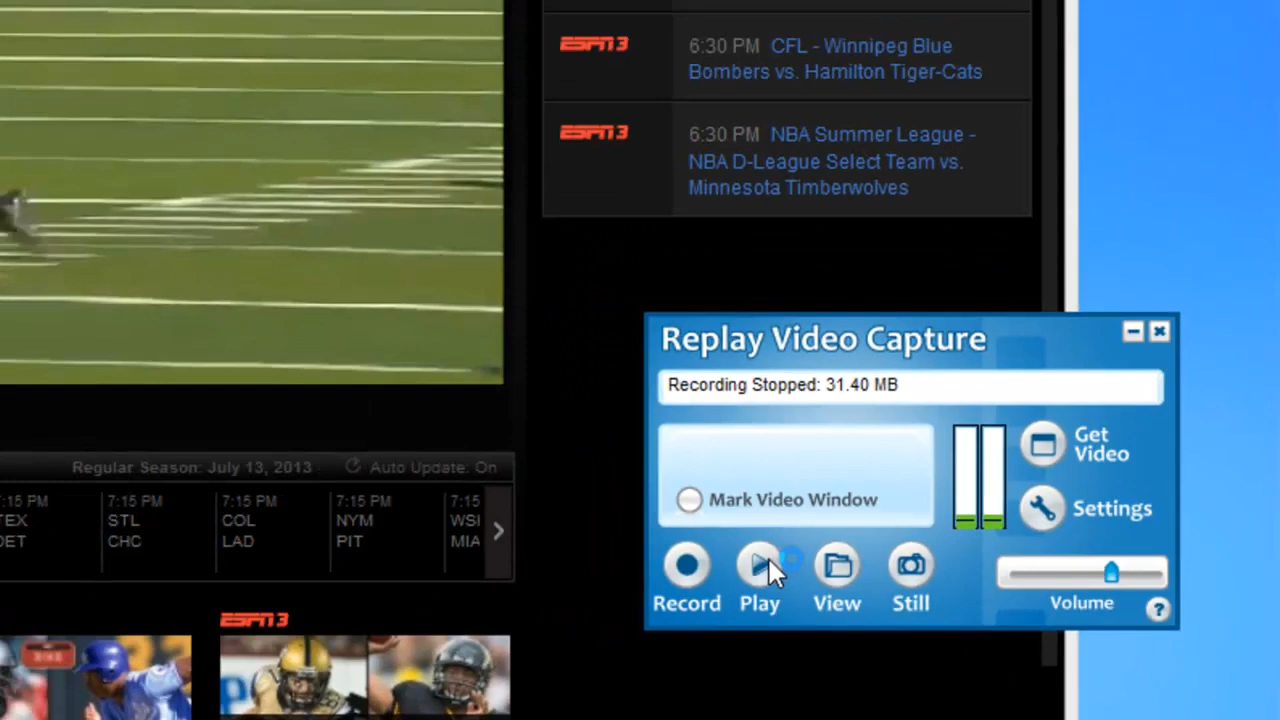 ESPN3
6:30 PM CFL - Winnipeg Blue
Bombers vs. Hamilton Tiger-Cats
ESPN3
6:30 PM NBA Summer League -
NBA D-League Select Team vs.
Minnesota Timberwolves
Replay Video Capture
Recording Stopped: 31.40 MB
Mark Video Window
Get
Video
Settings
Record
Play
View
Still
Volume
?
Regular Season: July 13, 2013
Auto Update: On
:15 PM
TEX
DET
7:15 PM
STL
CHC
7:15 PM
COL
LAD
7:15 PM
NYM
PIT
7:15
WSI
MIA
ESPN3